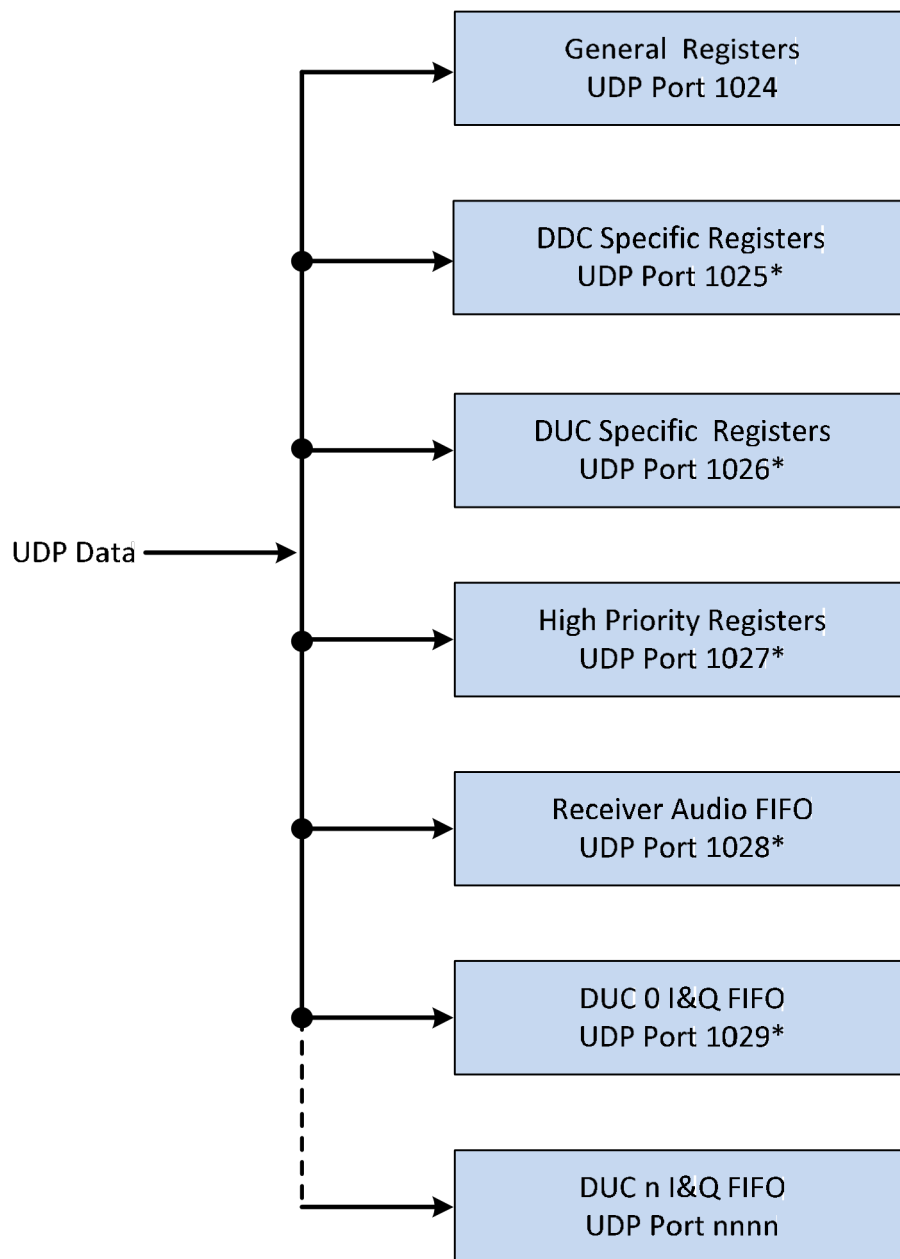 General Registers
UDP Port 1024
DDC Specific Registers
UDP Port 1025*
DUC Specific Registers
UDP Port 1026*
UDP Data
High Priority Registers
UDP Port 1027*
Receiver Audio FIFO
UDP Port 1028*
DUC 0 I&Q FIFO
UDP Port 1029*
DUC n I&Q FIFO
UDP Port nnnn